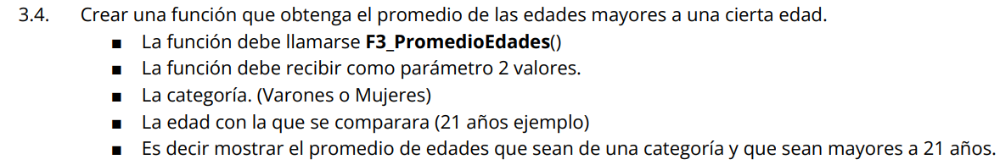 3.4. Crear una función que obtenga el promedio de las edades mayores a una cierta edad.
▪ La función debe llamarse F3_PromedioEdades()
▪ La función debe recibir como parámetro 2 valores.
▪ La categoría. (Varones o Mujeres)
▪ La edad con la que se comparara (21 años ejemplo)
▪ Es decir mostrar el promedio de edades que sean de una categoría y que sean mayores a 21 años.